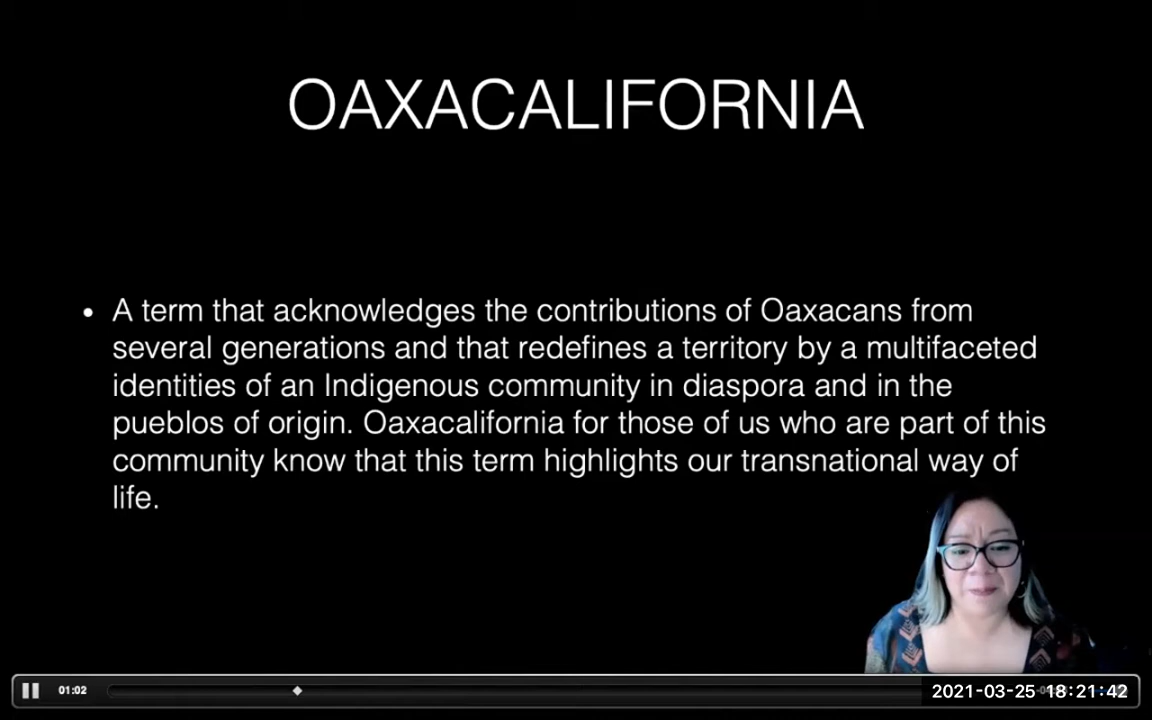 OAXACALIFORNIA
• A term that acknowledges the contributions of Oaxacans from
several generations and that redefines a territory by a multifaceted
identities of an Indigenous community in diaspora and in the
pueblos of origin. Oaxacalifornia for those of us who are part of this
community know that this term highlights our transnational way of
life.
01:02
2021-03-25 18:21:42